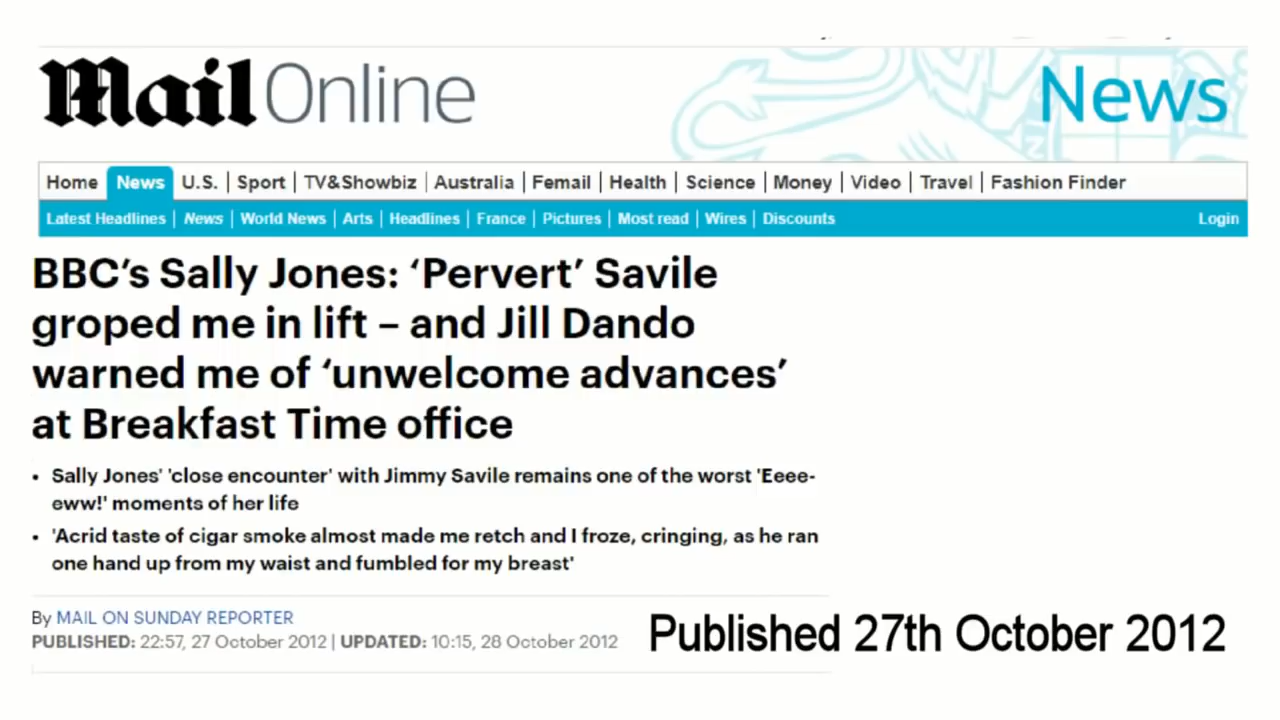 Mail Online
News
Home News U.S. Sport TV&Showbiz Australia Femail Health Science Money Video Travel Fashion Finder
Latest Headlines News World News Arts Headlines France Pictures Most read Wires Discounts Login
BBC's Sally Jones: 'Pervert' Savile
groped me in lift – and Jill Dando
warned me of 'unwelcome advances'
at Breakfast Time office
• Sally Jones' 'close encounter' with Jimmy Savile remains one of the worst 'Eeee-
eww!' moments of her life
• 'Acrid taste of cigar smoke almost made me retch and I froze, cringing, as he ran
one hand up from my waist and fumbled for my breast'
By MAIL ON SUNDAY REPORTER
PUBLISHED: 22:57, 27 October 2012 | UPDATED: 10:15, 28 October 2012
Published 27th October 2012